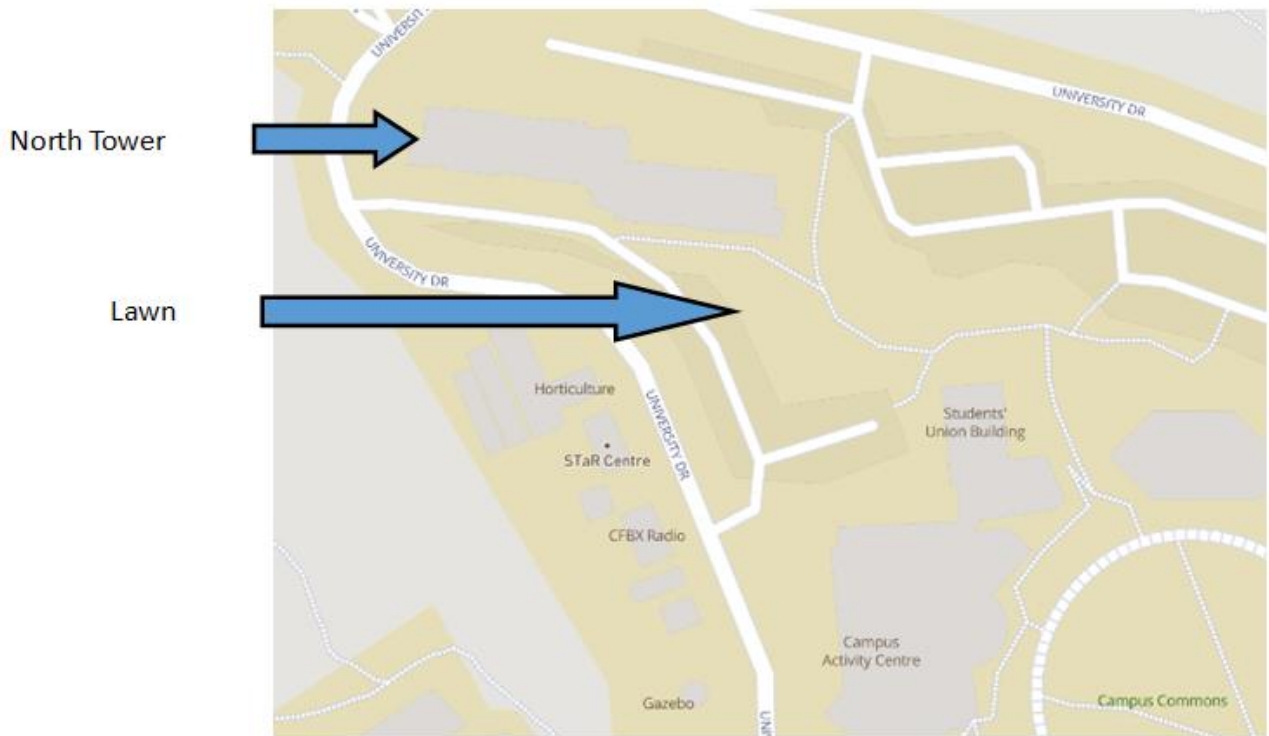 UNIVERSITY DR
UNIVERSITY DR
North Tower
UNIVERSITY DR
Lawn
Horticulture
UNIVERSITY DR
Students'
Union Building
STaR Centre
CFBX Radio
Campus
Activity Centre
Gazebo
Campus Commons
UNI